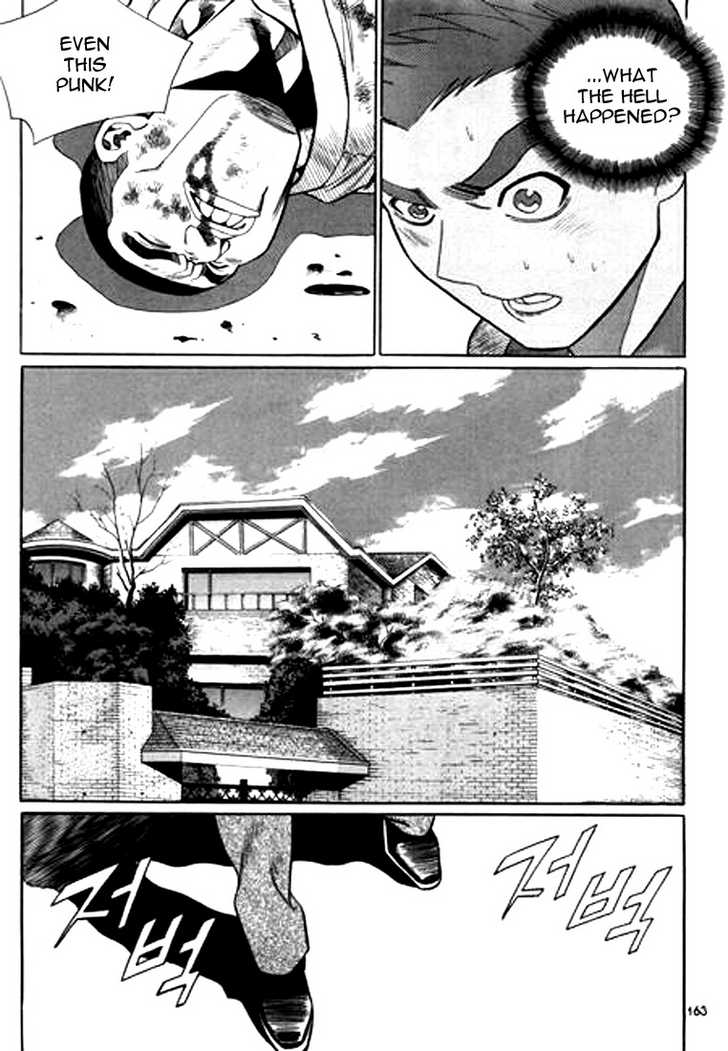 EVEN
THIS
PUNK!
...WHAT
THE HELL
HAPPENED?
저벅
저벅
163